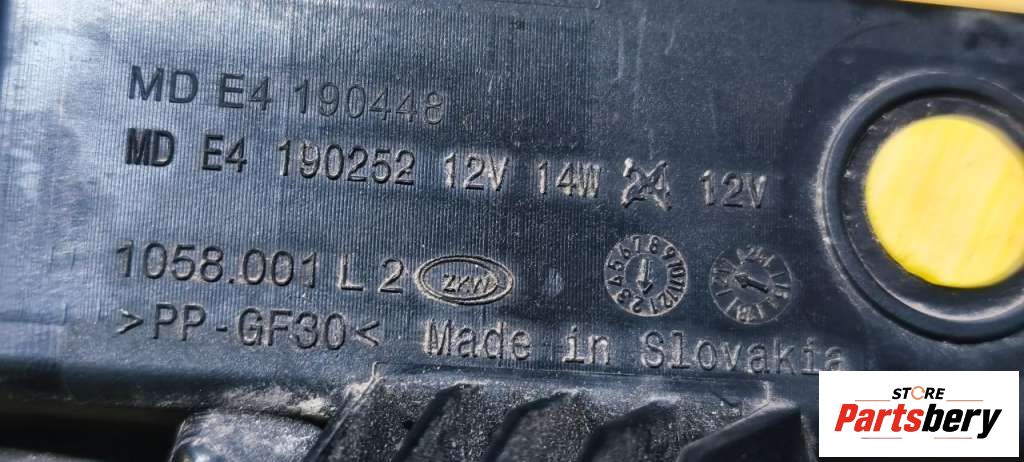 MD E4 190448
MD E4 190252 12V 14W 24 12V
1058.001 L 2 ZKW
>PP-GF30< Made in Slovakia
STORE
Partsbery